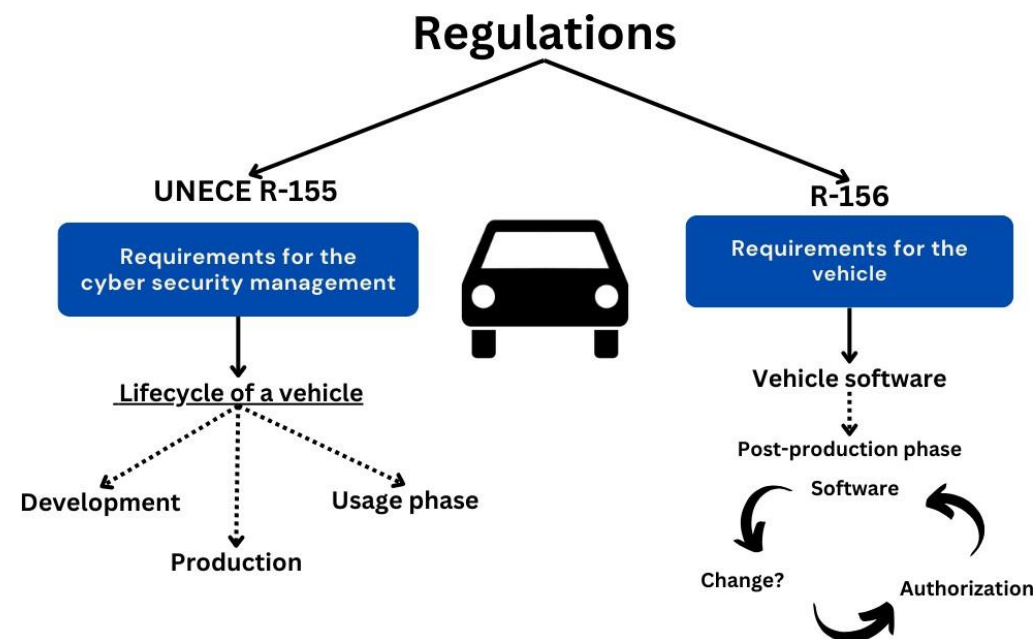 Regulations
UNECE R-155
Requirements for the
cyber security management
Lifecycle of a vehicle
Development
Production
Usage phase
R-156
Requirements for the
vehicle
Vehicle software
Post-production phase
Software
Change?
Authorization